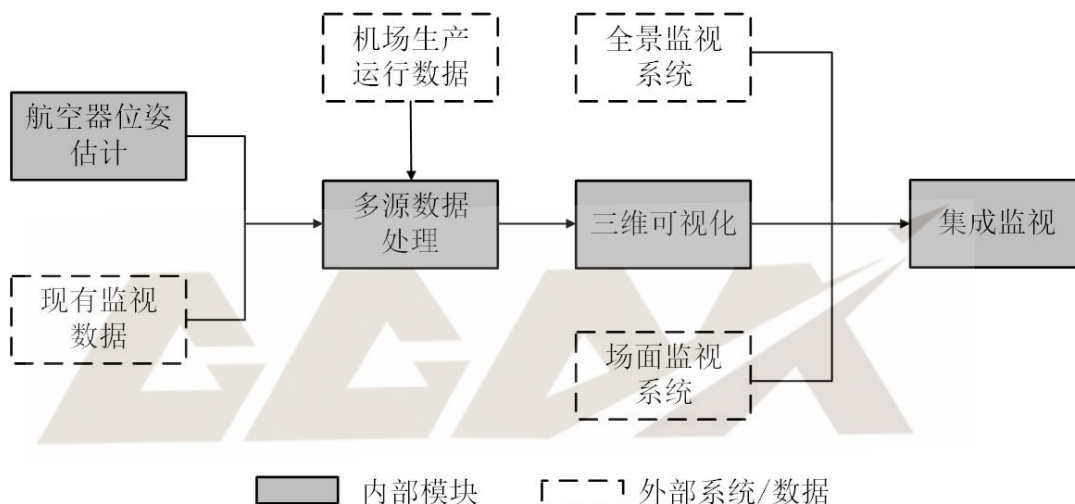 机场生产
运行数据
全景监视
系统
航空器位姿
估计
多源数据
处理
三维可视化
集成监视
现有监视
数据
场面监视
系统
CCDA
内部模块
外部系统/数据